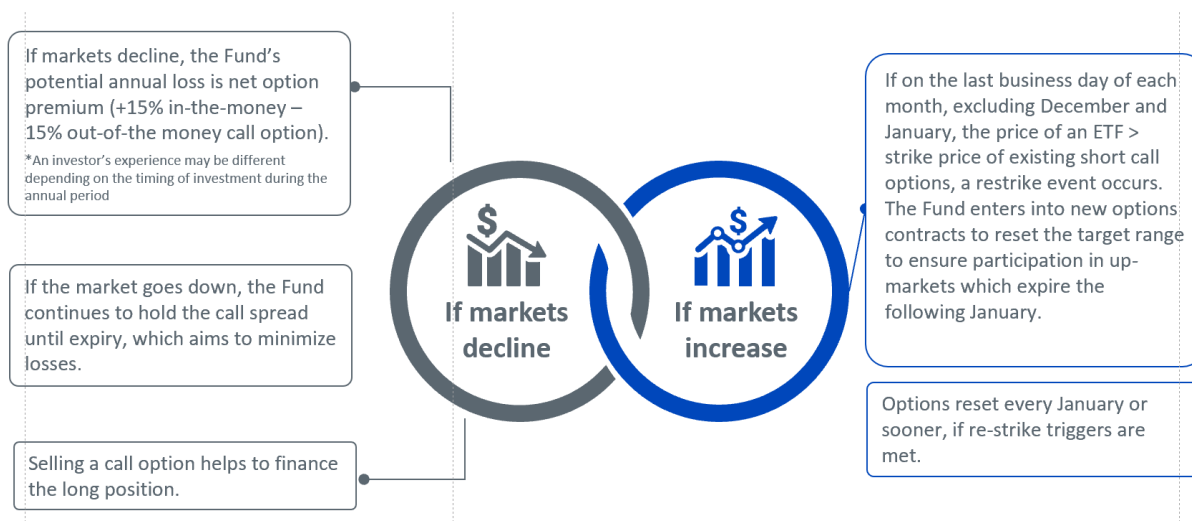 If markets decline, the Fund’s
potential annual loss is net option
premium (+15% in-the-money –
15% out-of-the money call option).
*An investor’s experience may be different
depending on the timing of investment during the
annual period
If the market goes down, the Fund
continues to hold the call spread
until expiry, which aims to minimize
losses.
Selling a call option helps to finance
the long position.
$
If markets
decline
$
If markets
increase
If on the last business day of each
month, excluding December and
January, the price of an ETF >
strike price of existing short call
options, a restrike event occurs.
The Fund enters into new options
contracts to reset the target range
to ensure participation in up-
markets which expire the
following January.
Options reset every January or
sooner, if re-strike triggers are
met.